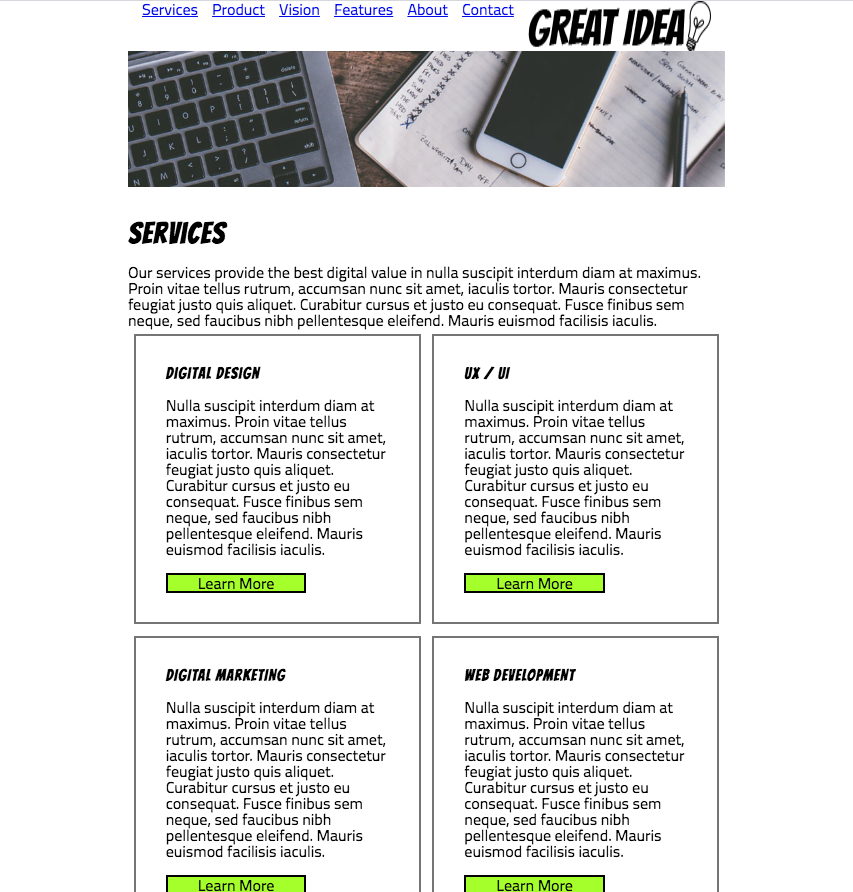 Services Product Vision Features About Contact
GREAT IDEA
SERVICES
Our services provide the best digital value in nulla suscipit interdum diam at maximus.
Proin vitae tellus rutrum, accumsan nunc sit amet, iaculis tortor. Mauris consectetur
feugiat justo quis aliquet. Curabitur cursus et justo eu consequat. Fusce finibus sem
neque, sed faucibus nibh pellentesque eleifend. Mauris euismod facilisis iaculis.
DIGITAL DESIGN
Nulla suscipit interdum diam at
maximus. Proin vitae tellus
rutrum, accumsan nunc sit amet,
iaculis tortor. Mauris consectetur
feugiat justo quis aliquet.
Curabitur cursus et justo eu
consequat. Fusce finibus sem
neque, sed faucibus nibh
pellentesque eleifend. Mauris
euismod facilisis iaculis.
Learn More
UX / UI
Nulla suscipit interdum diam at
maximus. Proin vitae tellus
rutrum, accumsan nunc sit amet,
iaculis tortor. Mauris consectetur
feugiat justo quis aliquet.
Curabitur cursus et justo eu
consequat. Fusce finibus sem
neque, sed faucibus nibh
pellentesque eleifend. Mauris
euismod facilisis iaculis.
Learn More
DIGITAL MARKETING
Nulla suscipit interdum diam at
maximus. Proin vitae tellus
rutrum, accumsan nunc sit amet,
iaculis tortor. Mauris consectetur
feugiat justo quis aliquet.
Curabitur cursus et justo eu
consequat. Fusce finibus sem
neque, sed faucibus nibh
pellentesque eleifend. Mauris
euismod facilisis iaculis.
Learn More
WEB DEVELOPMENT
Nulla suscipit interdum diam at
maximus. Proin vitae tellus
rutrum, accumsan nunc sit amet,
iaculis tortor. Mauris consectetur
feugiat justo quis aliquet.
Curabitur cursus et justo eu
consequat. Fusce finibus sem
neque, sed faucibus nibh
pellentesque eleifend. Mauris
euismod facilisis iaculis.
Learn More